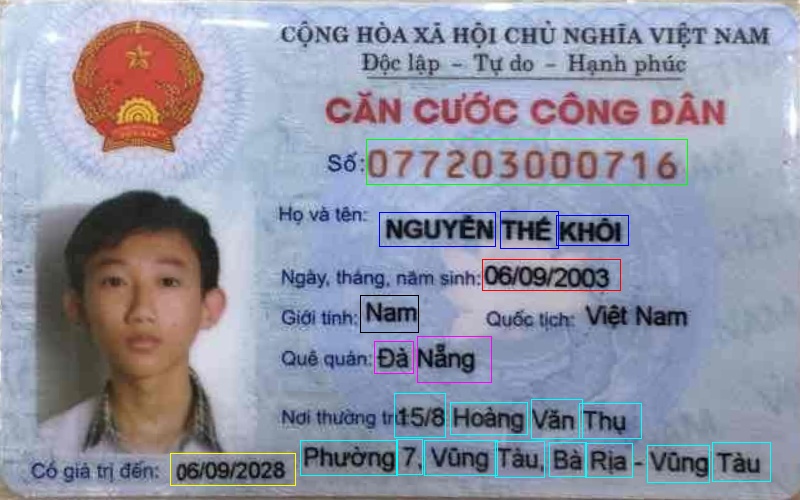 CỘNG HÒA XÃ HỘI CHỦ NGHĨA VIỆT NAM
Độc lập - Tự do - Hạnh phúc
CĂN CƯỚC CÔNG DÂN
Số: 077203000716
Họ và tên: NGUYỄN THẾ KHÔI
Ngày, tháng, năm sinh: 06/09/2003
Giới tính: Nam Quốc tịch: Việt Nam
Quê quán: Đà Nẵng
Nơi thường trú: 15/8 Hoàng Văn Thụ
Phường 7, Vũng Tàu, Bà Rịa - Vũng Tàu
Có giá trị đến: 06/09/2028